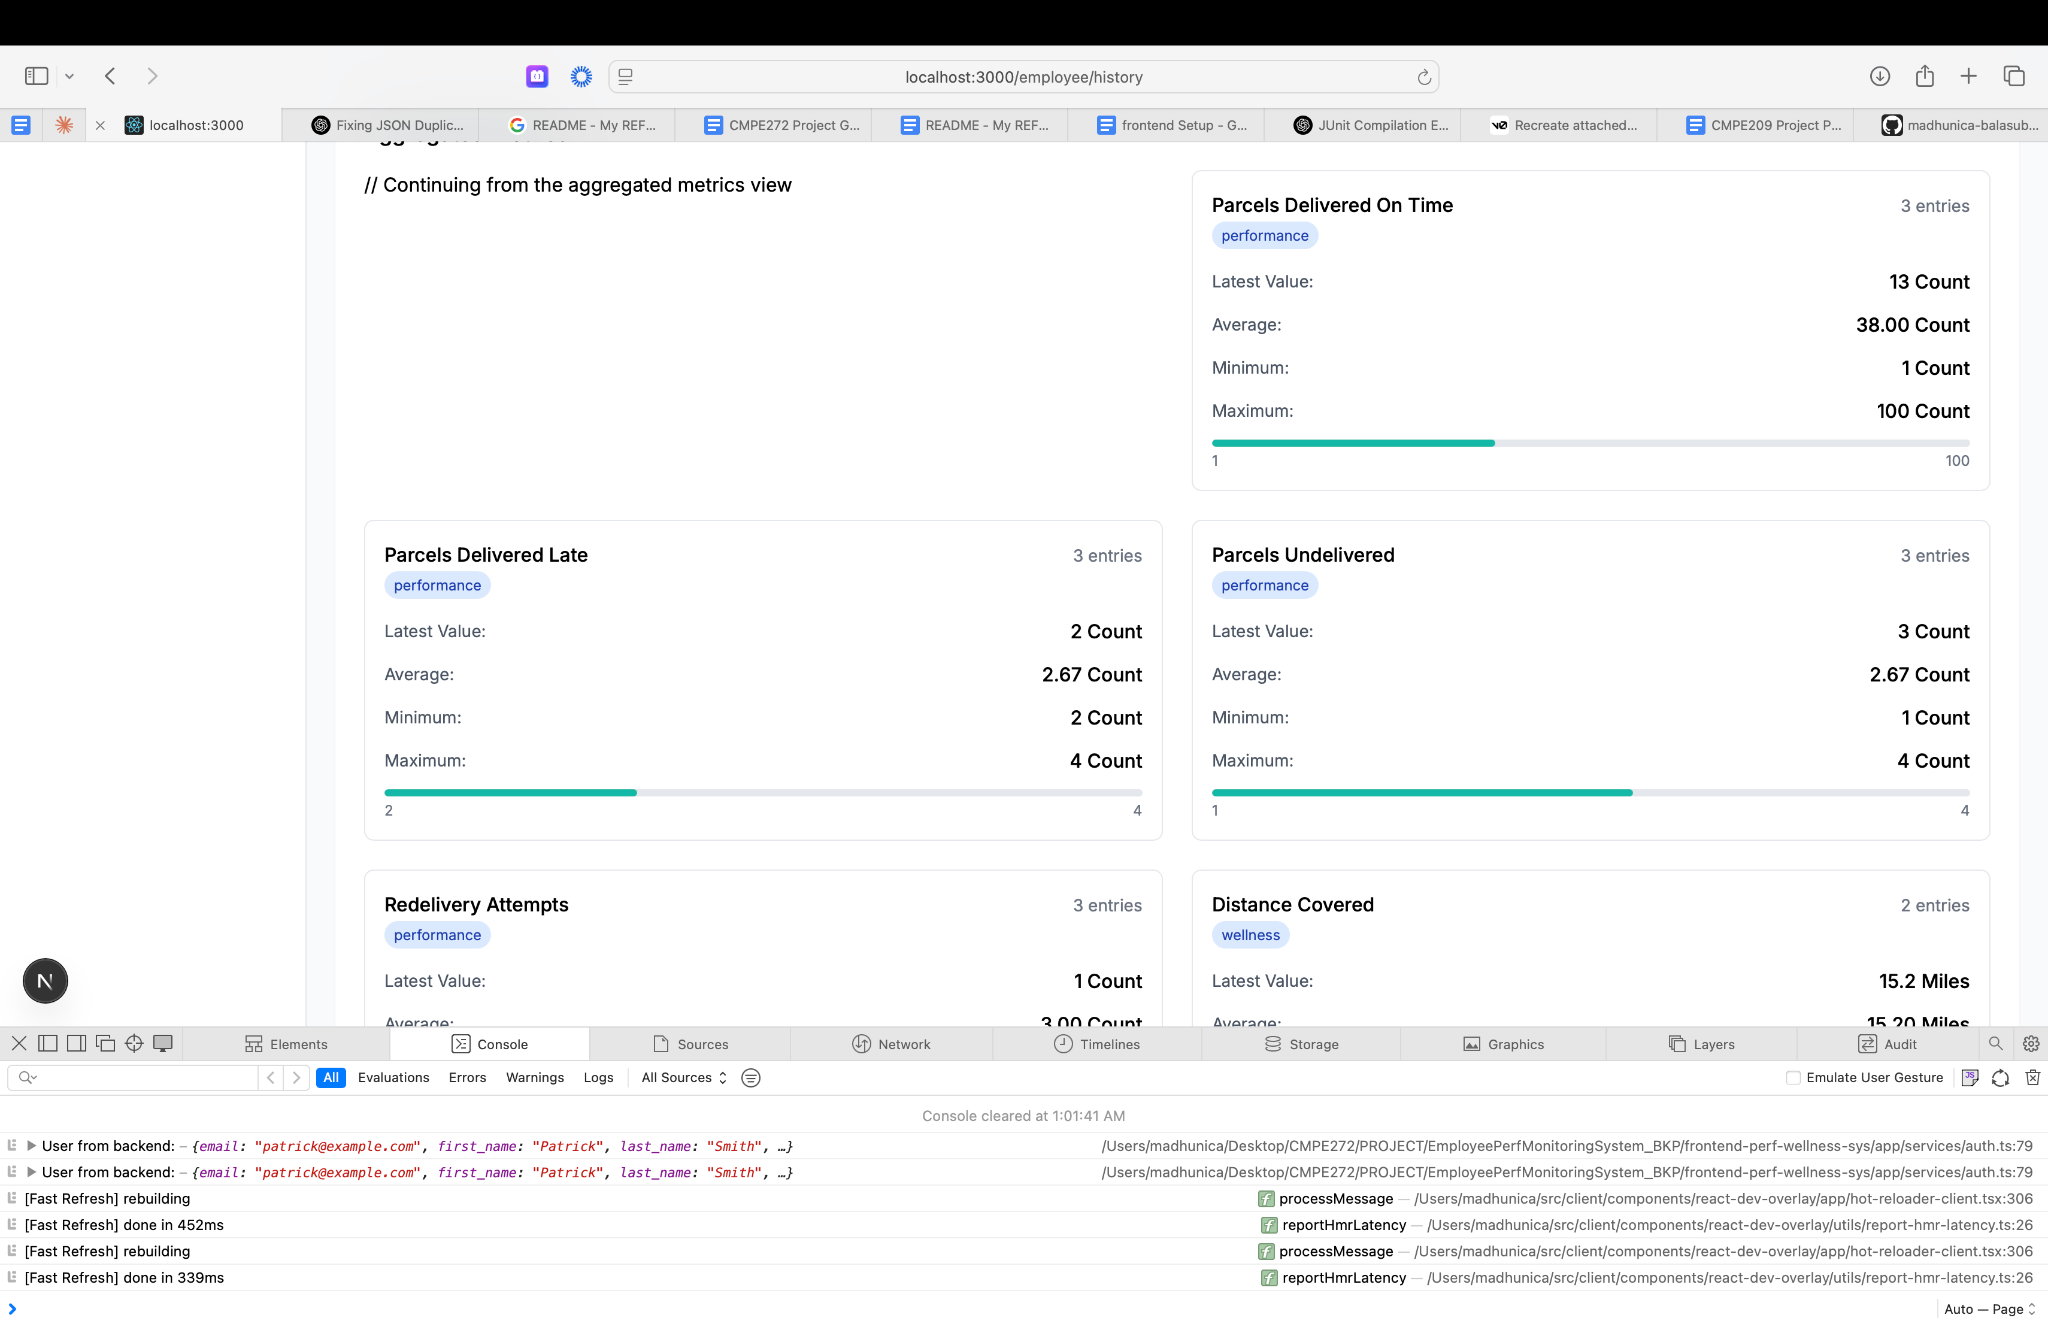 localhost:3000/employee/history
localhost:3000
Fixing JSON Duplic...
README - My REF...
CMPE272 Project G...
README - My REF...
frontend Setup - G...
JUnit Compilation E...
Recreate attached...
CMPE209 Project P...
madhunica-balasub...
// Continuing from the aggregated metrics view
Parcels Delivered On Time
3 entries
performance
Latest Value:
13 Count
Average:
38.00 Count
Minimum:
1 Count
Maximum:
100 Count
1
100
Parcels Delivered Late
3 entries
performance
Latest Value:
2 Count
Average:
2.67 Count
Minimum:
2 Count
Maximum:
4 Count
2
4
Parcels Undelivered
3 entries
performance
Latest Value:
3 Count
Average:
2.67 Count
Minimum:
1 Count
Maximum:
4 Count
1
4
Redelivery Attempts
3 entries
performance
Latest Value:
1 Count
Average:
3.00 Count
Distance Covered
2 entries
wellness
Latest Value:
15.2 Miles
Average:
15.20 Miles
N
Elements
Console
Sources
Network
Timelines
Storage
Graphics
Layers
Audit
All
Evaluations
Errors
Warnings
Logs
All Sources
Emulate User Gesture
Console cleared at 1:01:41 AM
User from backend: – {email: "patrick@example.com", first_name: "Patrick", last_name: "Smith", …}
/Users/madhunica/Desktop/CMPE272/PROJECT/EmployeePerfMonitoringSystem_BKP/frontend-perf-wellness-sys/app/services/auth.ts:79
User from backend: – {email: "patrick@example.com", first_name: "Patrick", last_name: "Smith", …}
/Users/madhunica/Desktop/CMPE272/PROJECT/EmployeePerfMonitoringSystem_BKP/frontend-perf-wellness-sys/app/services/auth.ts:79
[Fast Refresh] rebuilding
f processMessage — /Users/madhunica/src/client/components/react-dev-overlay/app/hot-reloader-client.tsx:306
[Fast Refresh] done in 452ms
f reportHmrLatency — /Users/madhunica/src/client/components/react-dev-overlay/utils/report-hmr-latency.ts:26
[Fast Refresh] rebuilding
f processMessage — /Users/madhunica/src/client/components/react-dev-overlay/app/hot-reloader-client.tsx:306
[Fast Refresh] done in 339ms
f reportHmrLatency — /Users/madhunica/src/client/components/react-dev-overlay/utils/report-hmr-latency.ts:26
Auto — Page